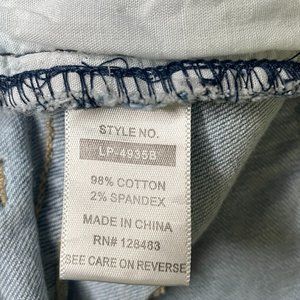 STYLE NO.
LP-4935B
98% COTTON
2% SPANDEX
MADE IN CHINA
RN# 128483
SEE CARE ON REVERSE